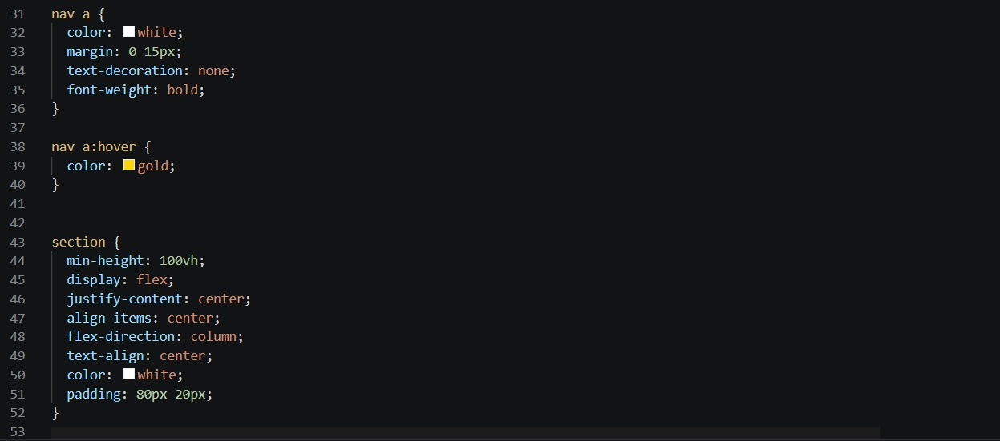 31 nav a {
32   color: white;
33   margin: 0 15px;
34   text-decoration: none;
35   font-weight: bold;
36 }
37
38 nav a:hover {
39   color: gold;
40 }
41
42
43 section {
44   min-height: 100vh;
45   display: flex;
46   justify-content: center;
47   align-items: center;
48   flex-direction: column;
49   text-align: center;
50   color: white;
51   padding: 80px 20px;
52 }
53